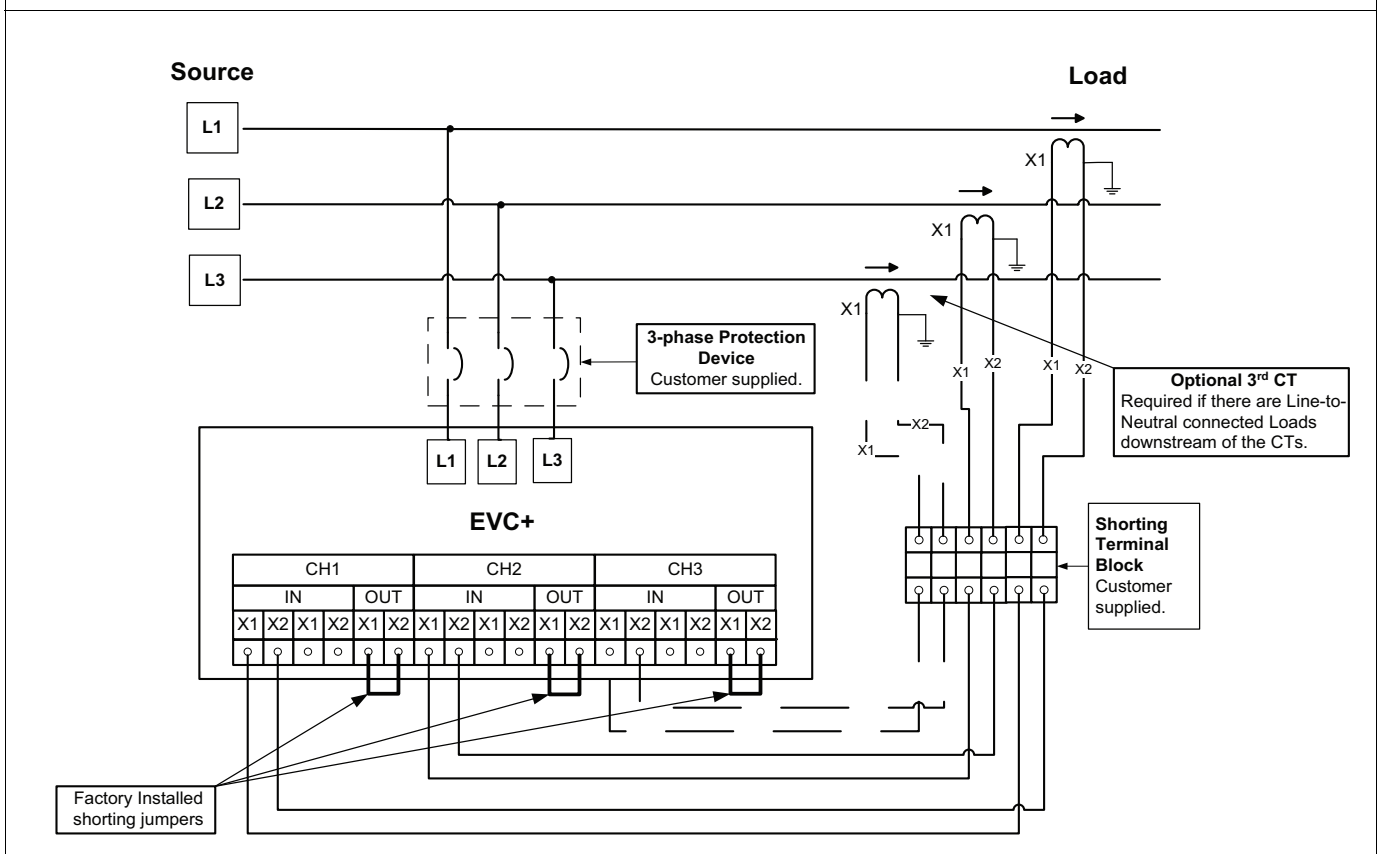 Source
Load
L1
X1
L2
X1
L3
X1
3-phase Protection
Device
Customer supplied.
X1
X2
X1
X2
Optional 3rd CT
Required if there are Line-to-
Neutral connected Loads
downstream of the CTs.
X2
X1
L1
L2
L3
EVC+
Shorting
Terminal
Block
Customer
supplied.
CH1
CH2
CH3
IN
OUT
IN
OUT
IN
OUT
X1 X2 X1 X2 X1 X2 X1 X2 X1 X2 X1 X2 X1 X2 X1 X2 X1 X2
Factory Installed
shorting jumpers